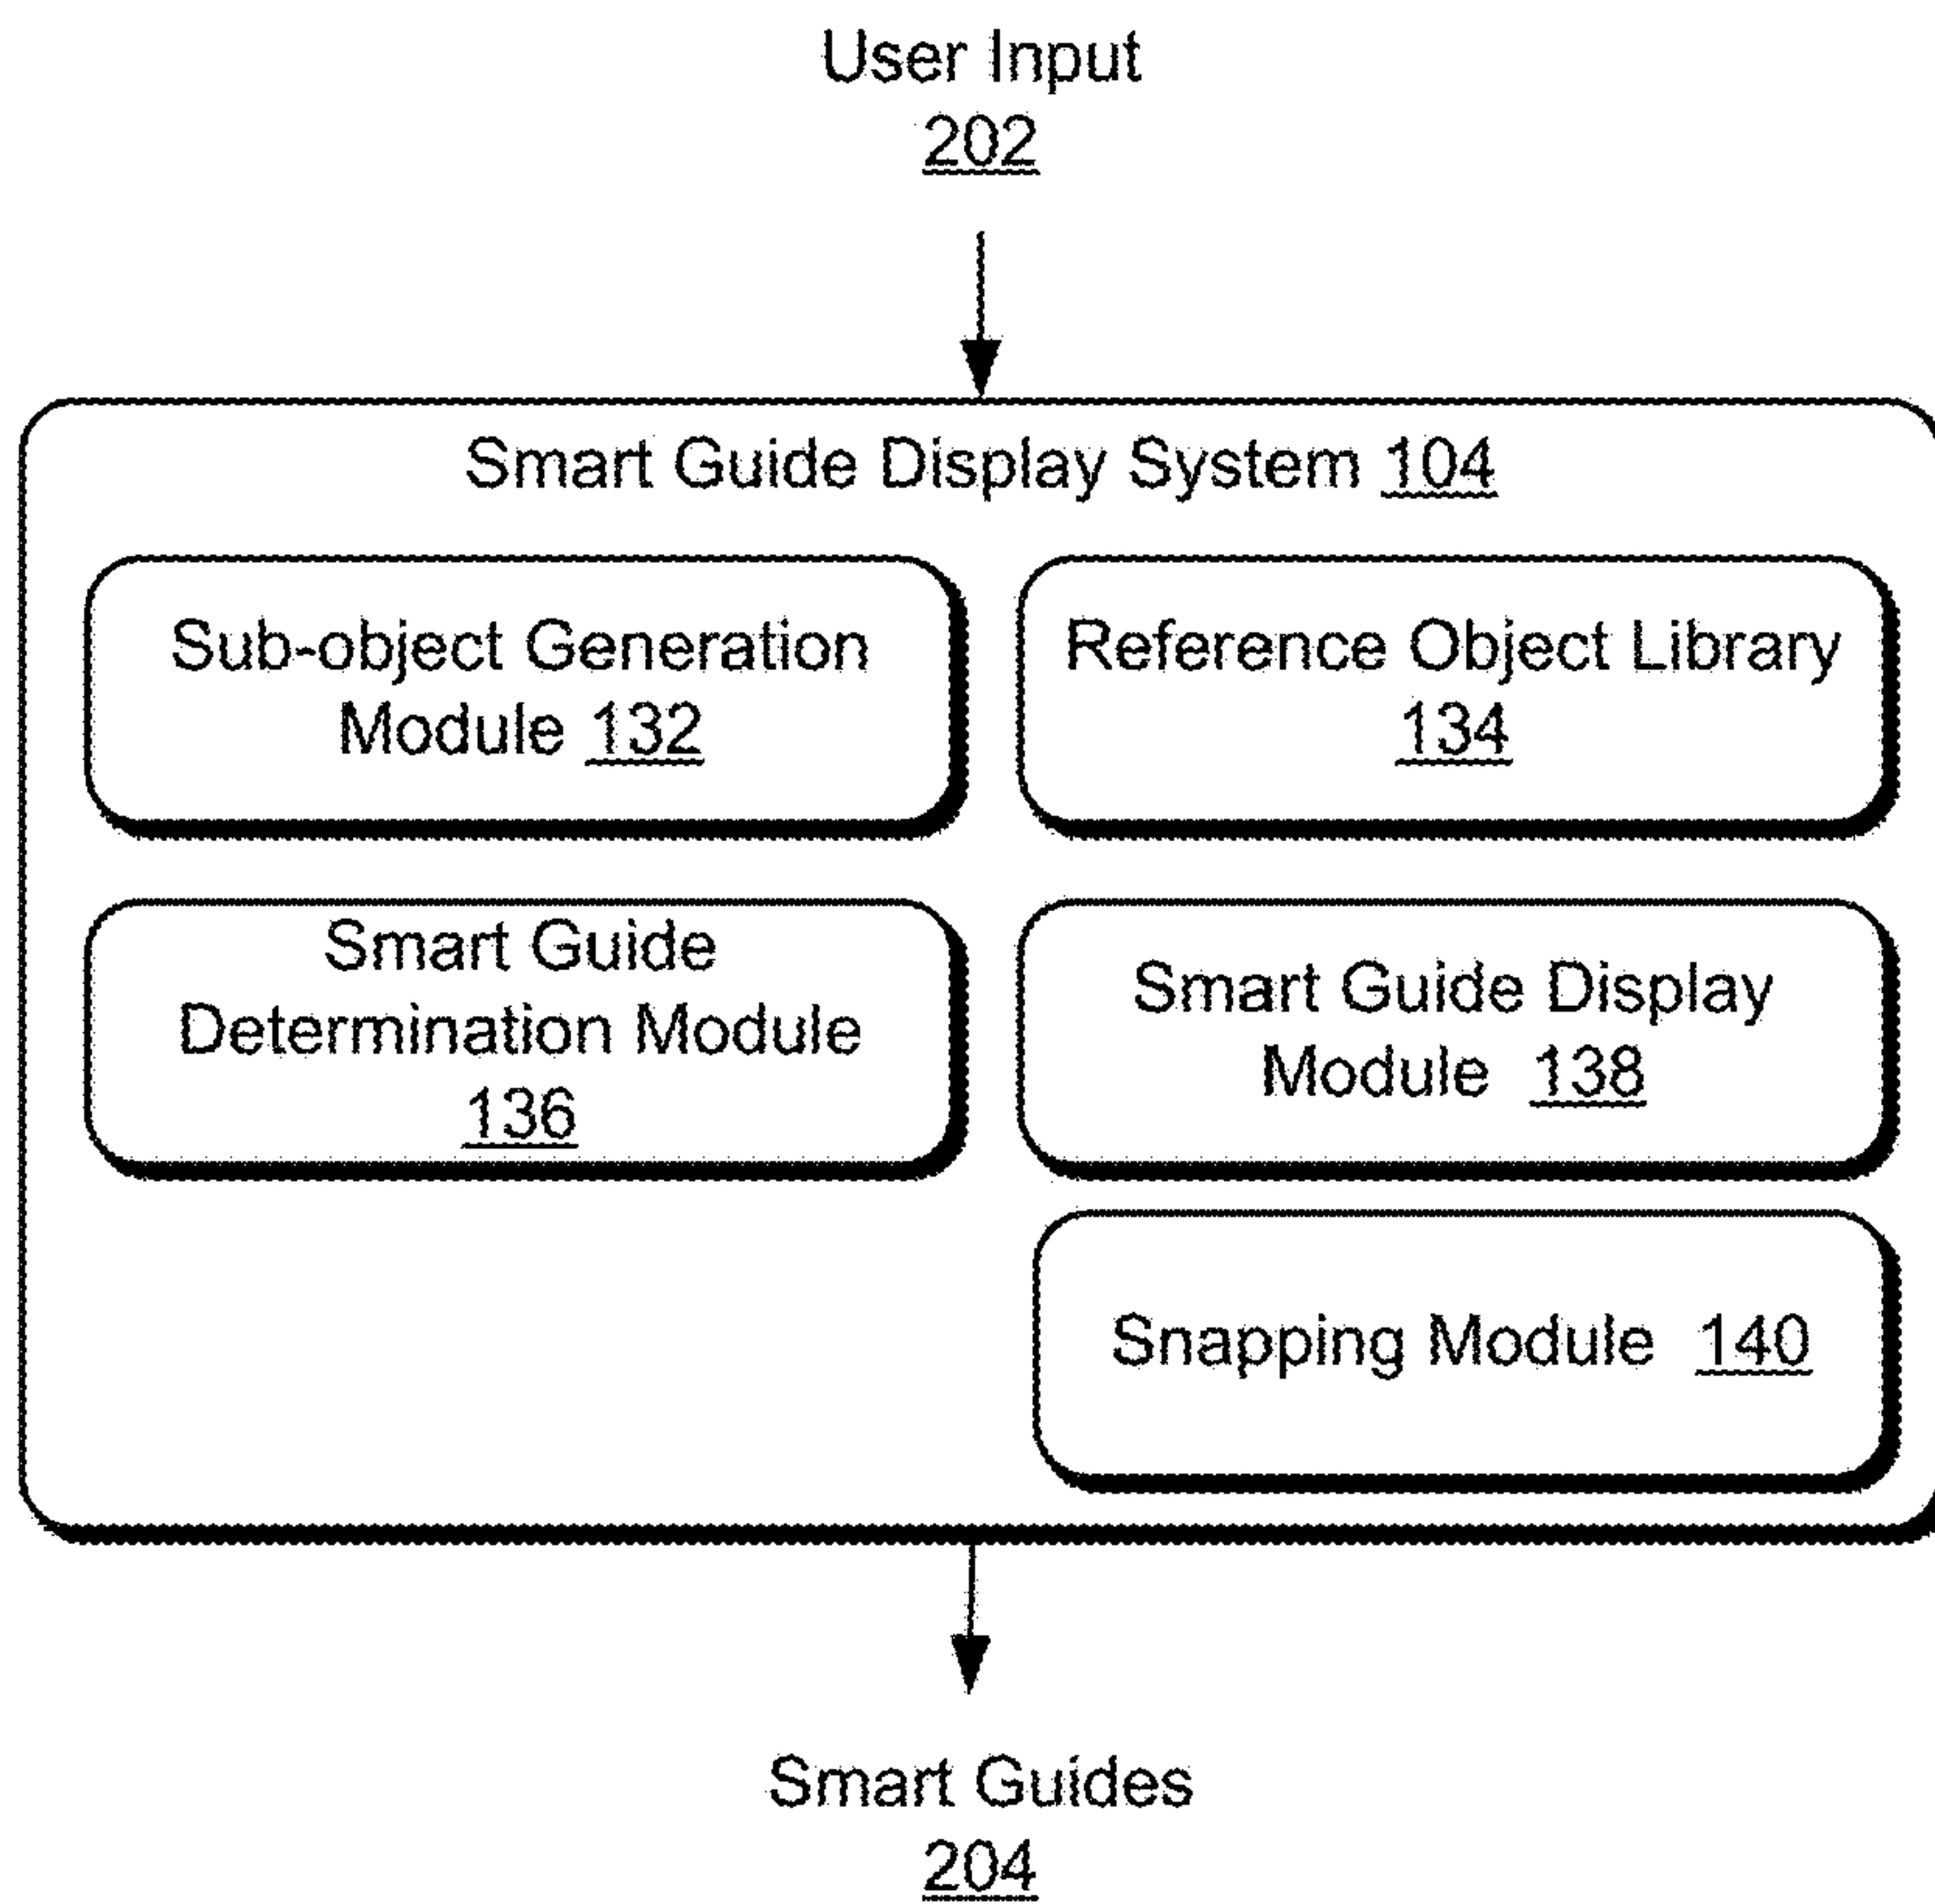 User Input
202
Smart Guide Display System 104
Sub-object Generation
Module 132
Reference Object Library
134
Smart Guide
Determination Module
136
Smart Guide Display
Module 138
Snapping Module 140
Smart Guides
204